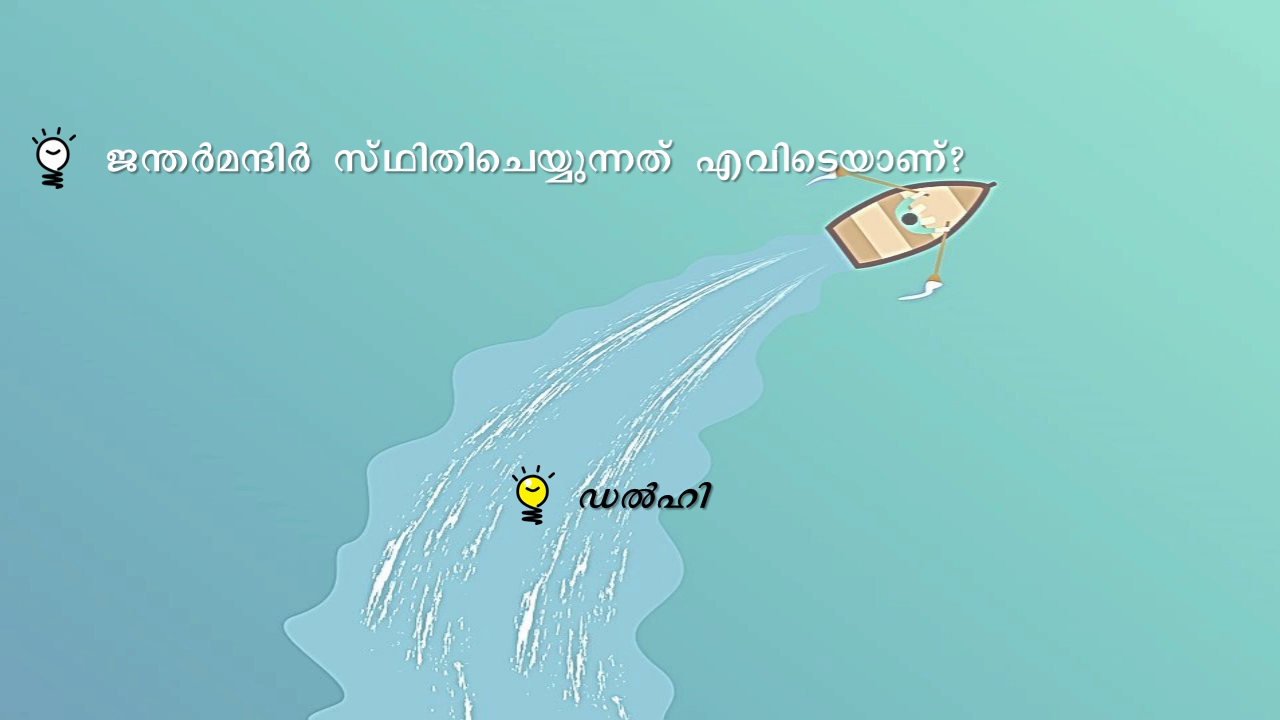 ജന്തർമന്ദിർ സ്ഥിതിചെയ്യുന്നത് എവിടെയാണ്?
ഡൽഹി